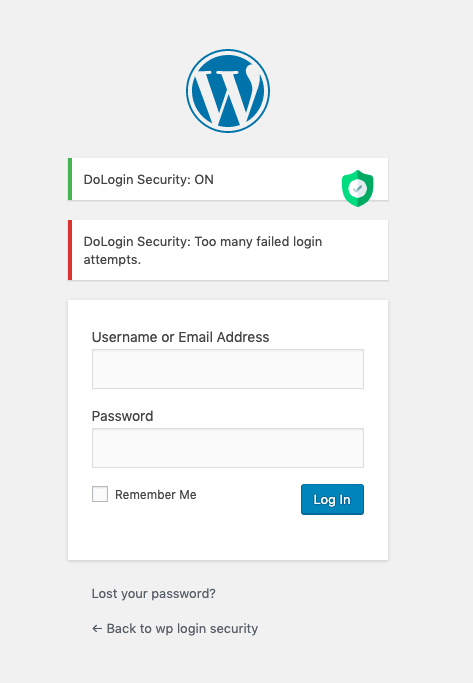 DoLogin Security: ON
DoLogin Security: Too many failed login
attempts.
Username or Email Address
Password
Remember Me
Log In
Lost your password?
← Back to wp login security